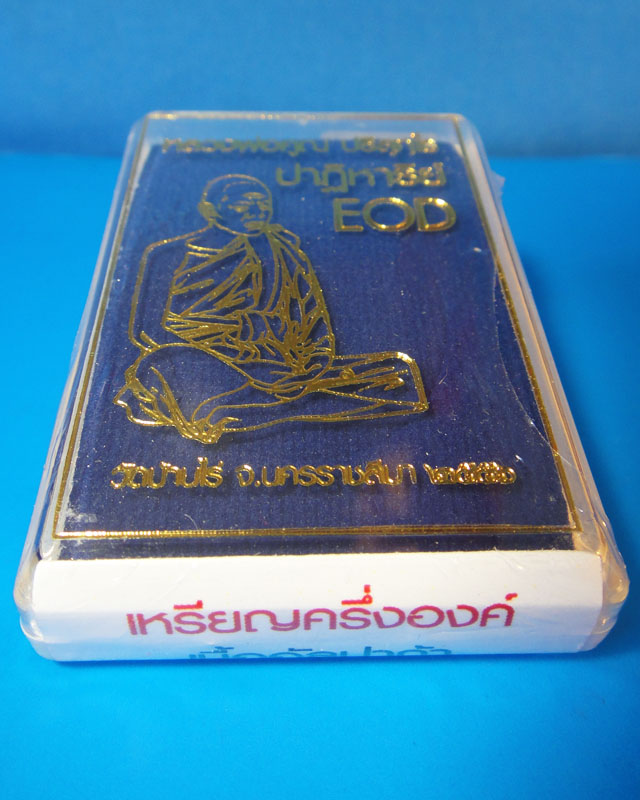 หลวงพ่อคูณ ปริสุทโธ
ปาฏิหาริย์
EOD
วัดบ้านไร่ จ.นครราชสีมา ๒๕๕๖
เหรียญครึ่งองค์